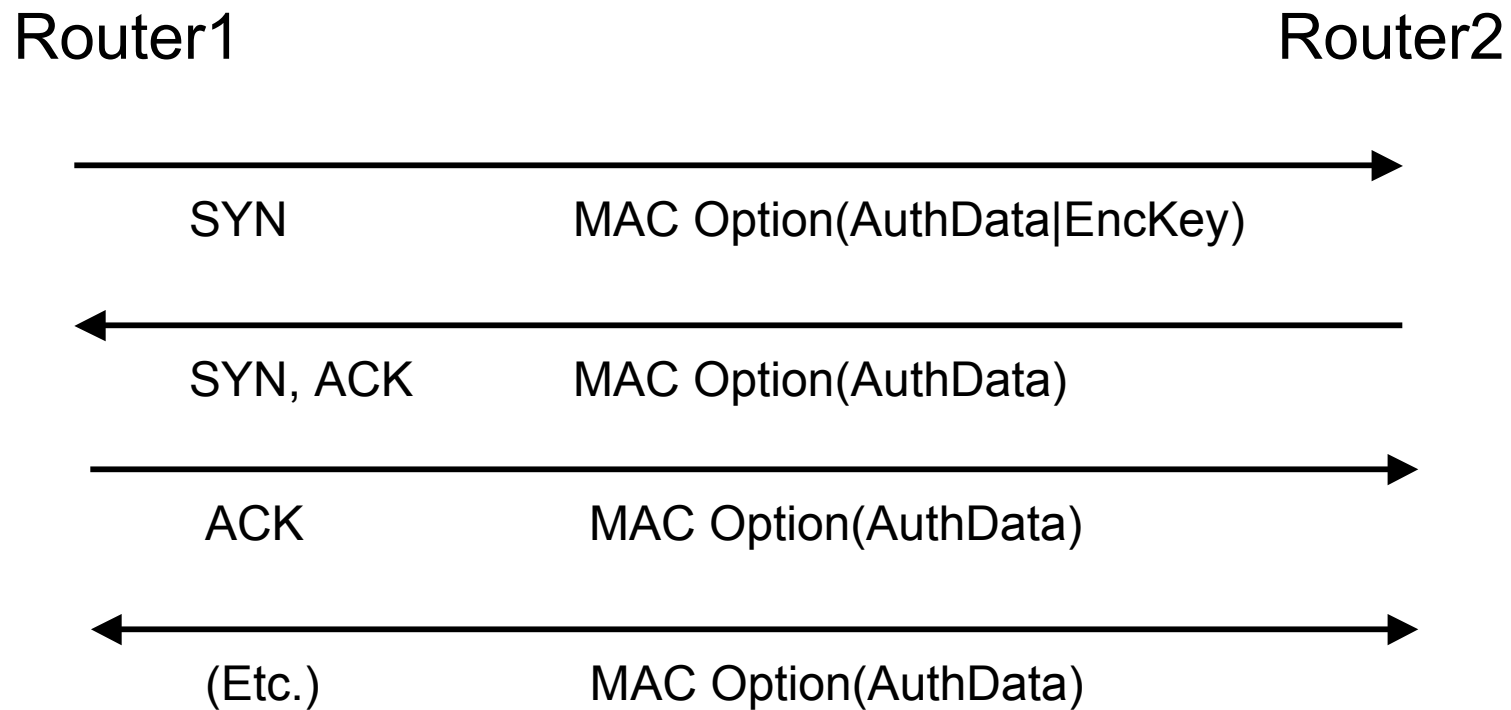 Router1 Router2
SYN MAC Option(AuthData|EncKey)
SYN, ACK MAC Option(AuthData)
ACK MAC Option(AuthData)
(Etc.) MAC Option(AuthData)